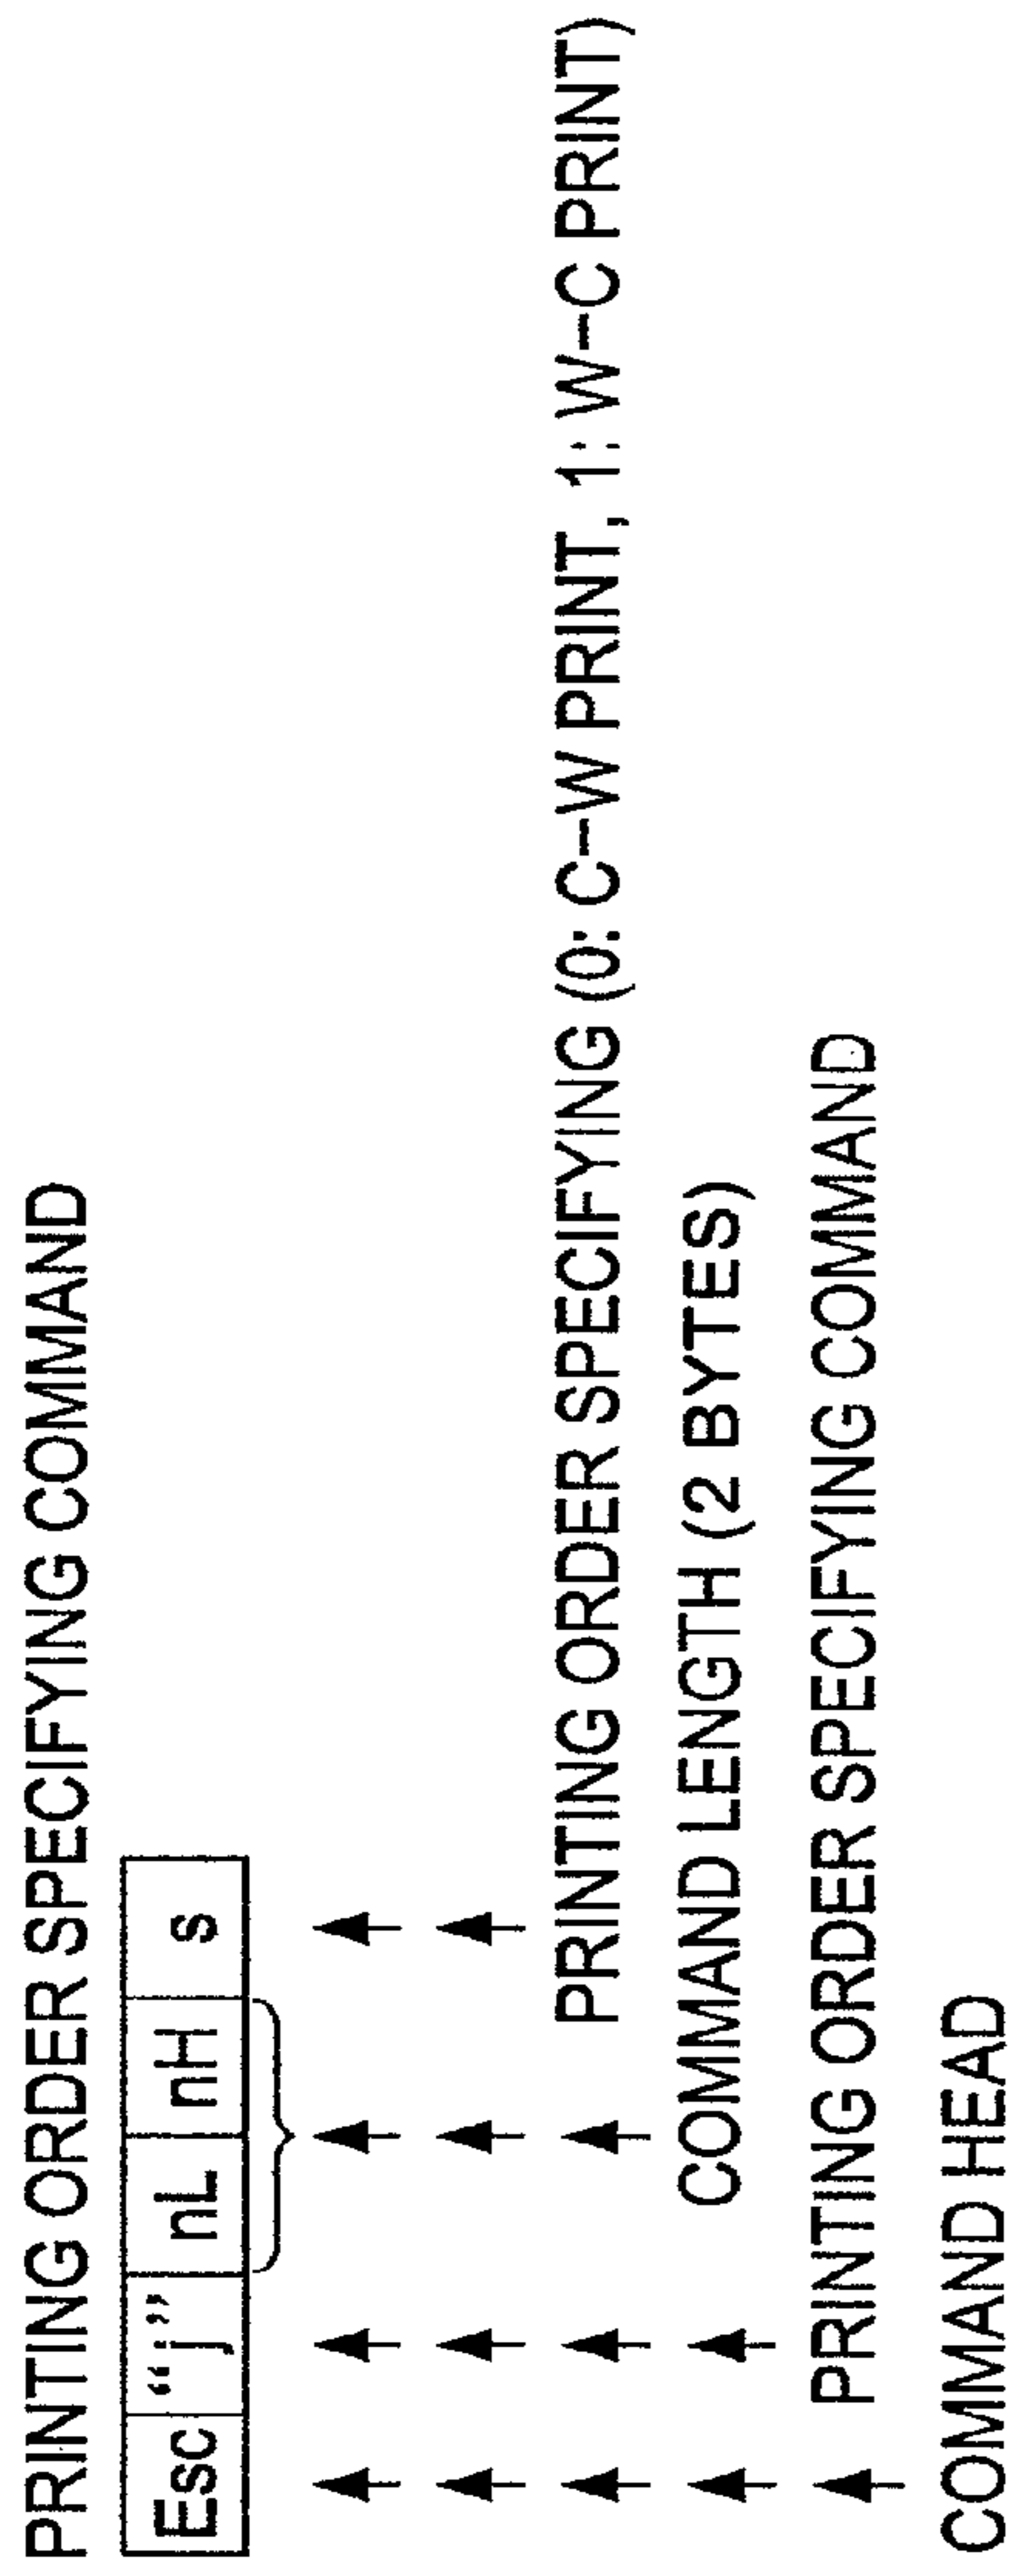 PRINTING ORDER SPECIFYING COMMAND
Esc "j" nL nH s
PRINTING ORDER SPECIFYING (0: C-W PRINT, 1: W-C PRINT)
COMMAND LENGTH (2 BYTES)
PRINTING ORDER SPECIFYING COMMAND
COMMAND HEAD